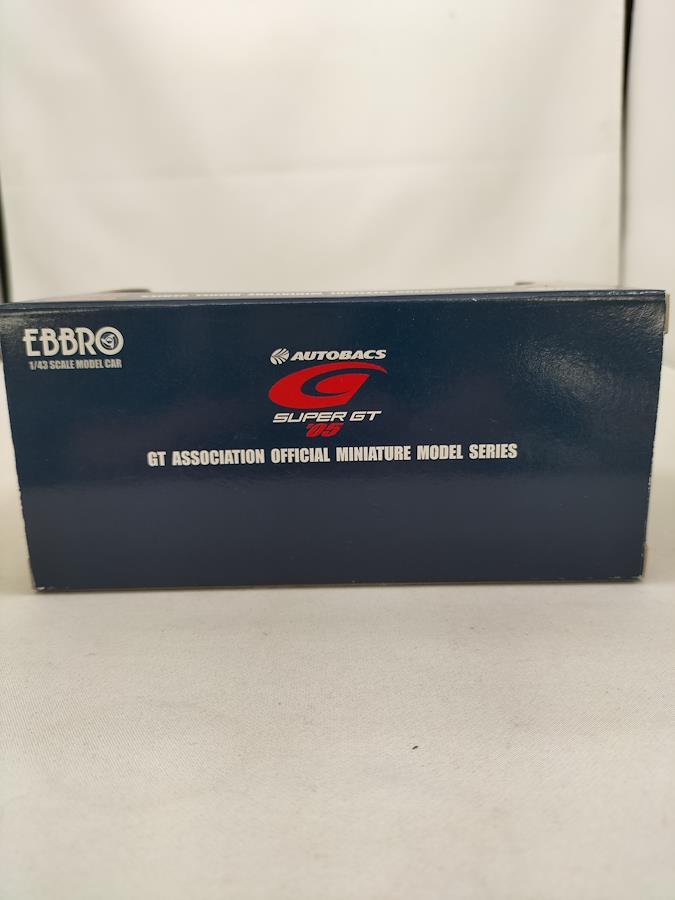 EBBRO
1/43 SCALE MODEL CAR
AUTOBACS
SUPER GT
'05
GT ASSOCIATION OFFICIAL MINIATURE MODEL SERIES